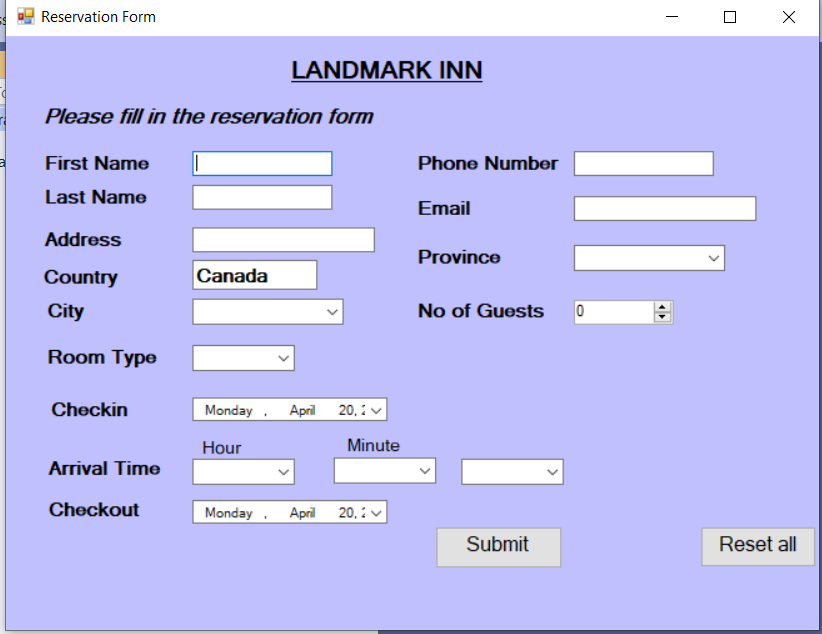 Reservation Form
LANDMARK INN
Please fill in the reservation form
First Name
Phone Number
Last Name
Email
Address
Province
Country Canada
City
No of Guests 0
Room Type
Checkin Monday , April 20,
Hour Minute
Arrival Time
Checkout Monday , April 20,
Submit Reset all